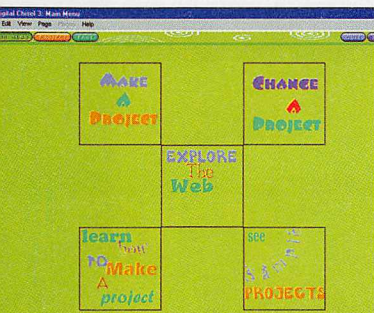 Digital Chisel 3: Main Menu
Edit View Page Help
MAKE
A
PROJECT
CHANGE
A
PROJECT
EXPLORE
The
Web
learn
how
TO Make
A
project
see
sample
PROJECTS